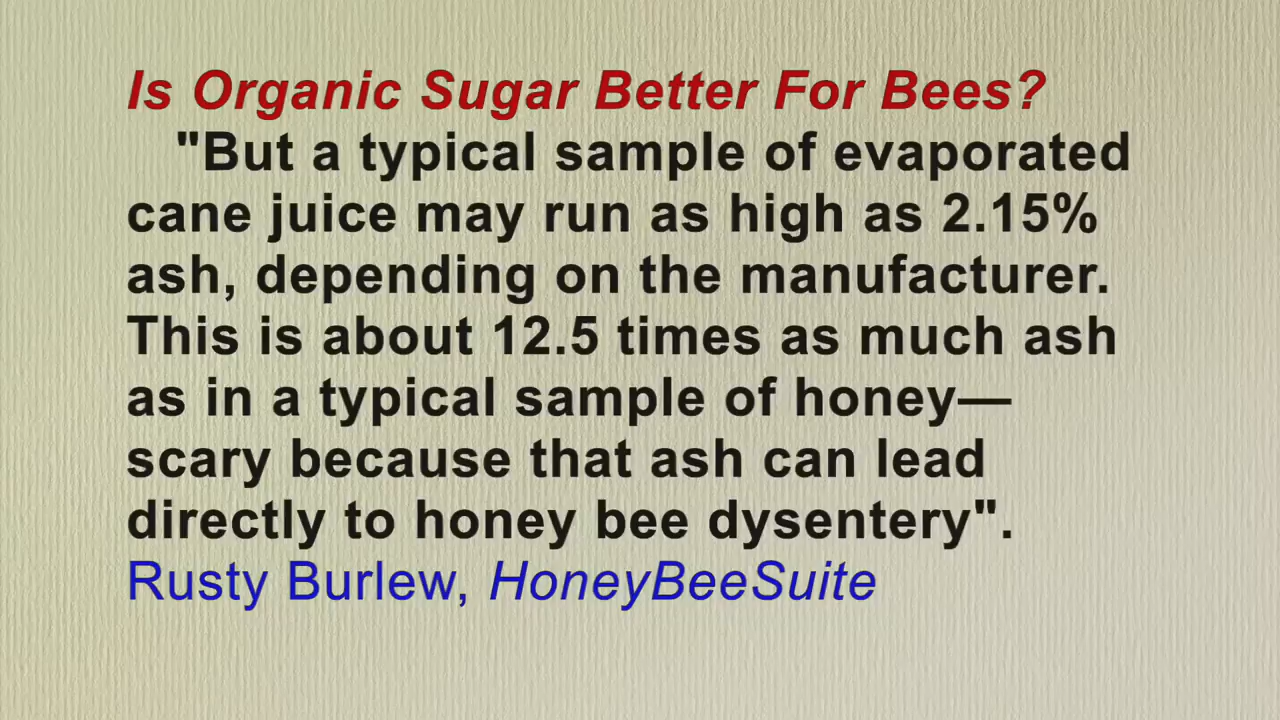 Is Organic Sugar Better For Bees?
"But a typical sample of evaporated
cane juice may run as high as 2.15%
ash, depending on the manufacturer.
This is about 12.5 times as much ash
as in a typical sample of honey—
scary because that ash can lead
directly to honey bee dysentery".
Rusty Burlew, HoneyBeeSuite